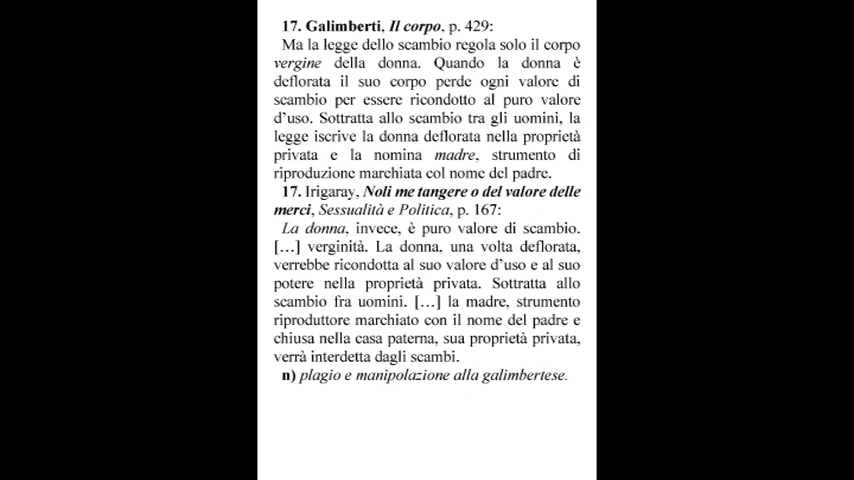 17. Galimberti, Il corpo, p. 429:
Ma la legge dello scambio regola solo il corpo
vergine della donna. Quando la donna è
deflorata il suo corpo perde ogni valore di
scambio per essere ricondotto al puro valore
d’uso. Sottratta allo scambio tra gli uomini, la
legge iscrive la donna deflorata nella proprietà
privata e la nomina madre, strumento di
riproduzione marchiata col nome del padre.
17. Irigaray, Noli me tangere o del valore delle
merci, Sessualità e Politica, p. 167:
La donna, invece, è puro valore di scambio.
[…] verginità. La donna, una volta deflorata,
verrebbe ricondotta al suo valore d’uso e al suo
potere nella proprietà privata. Sottratta allo
scambio fra uomini. […] la madre, strumento
riproduttore marchiato con il nome del padre e
chiusa nella casa paterna, sua proprietà privata,
verrà interdetta dagli scambi.
n) plagio e manipolazione alla galimbertese.